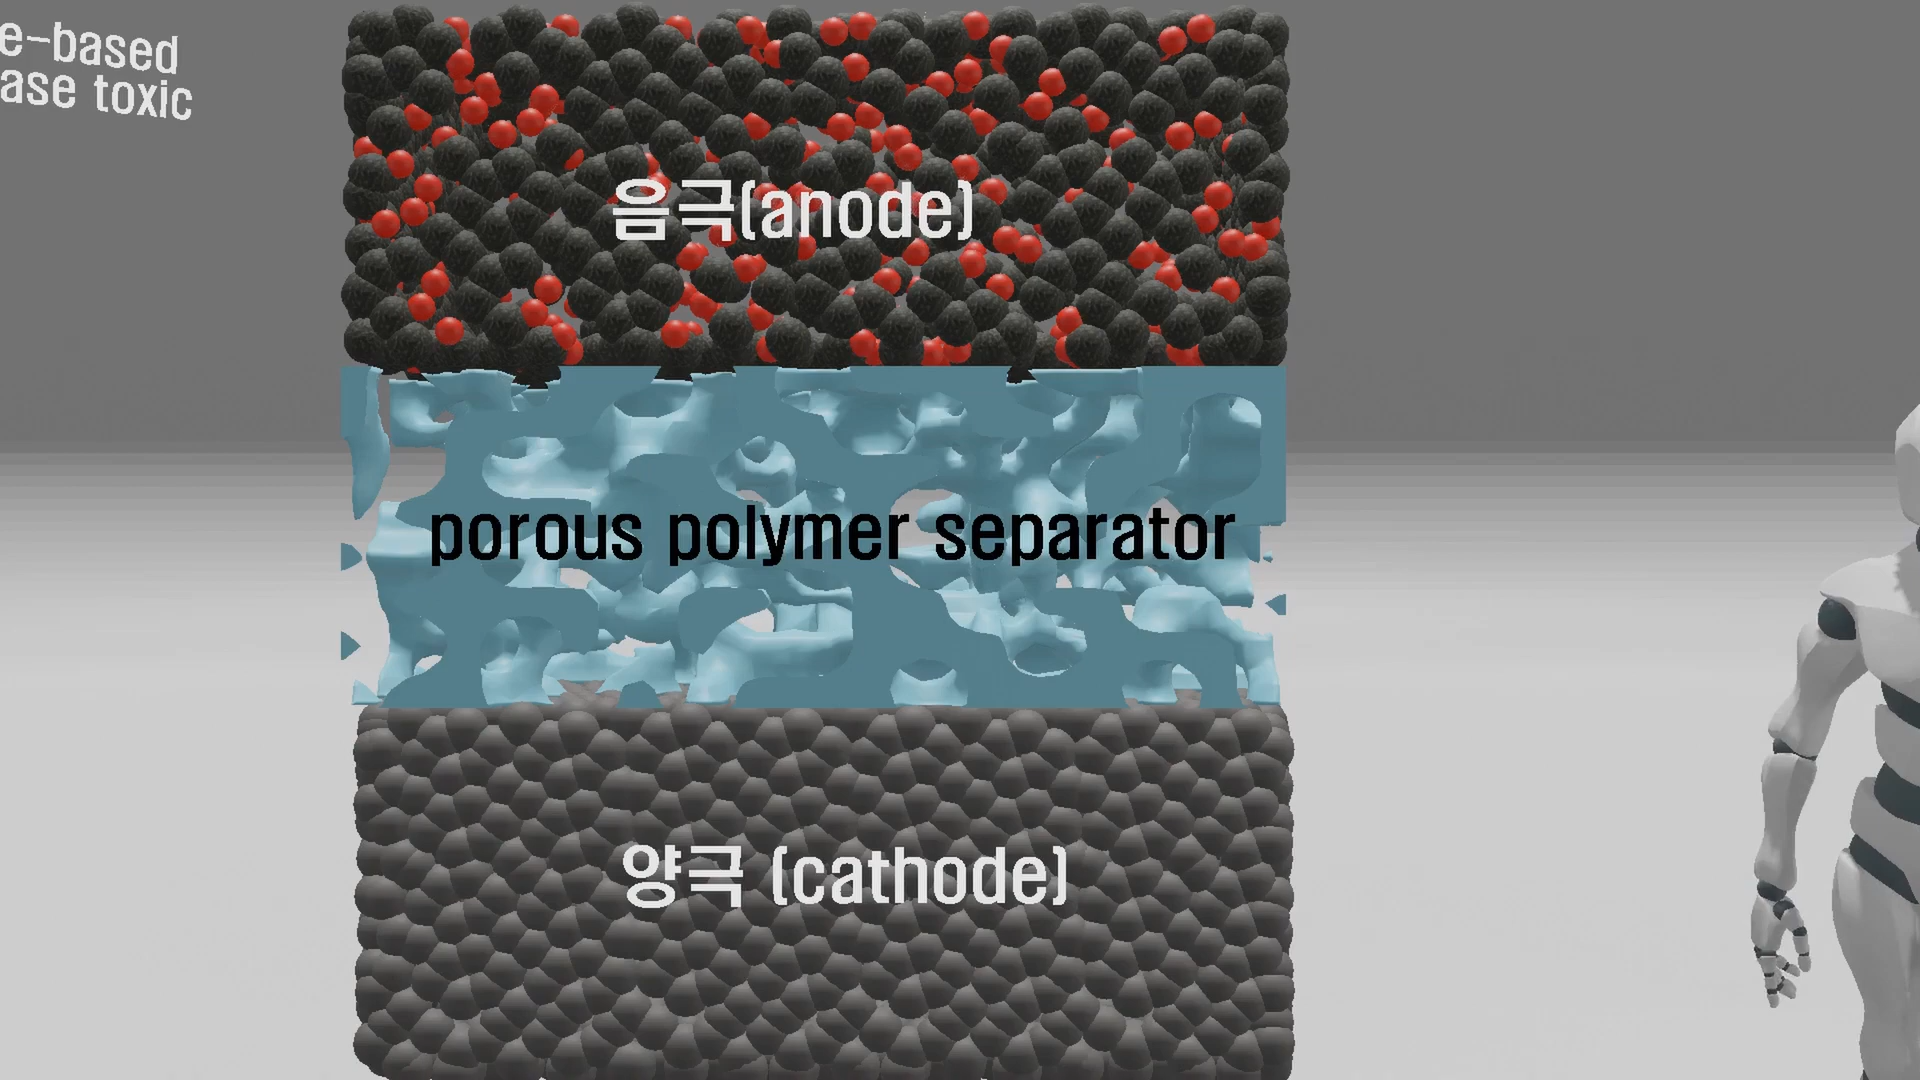 e-based
ase toxic
음극(anode)
porous polymer separator
양극 (cathode)